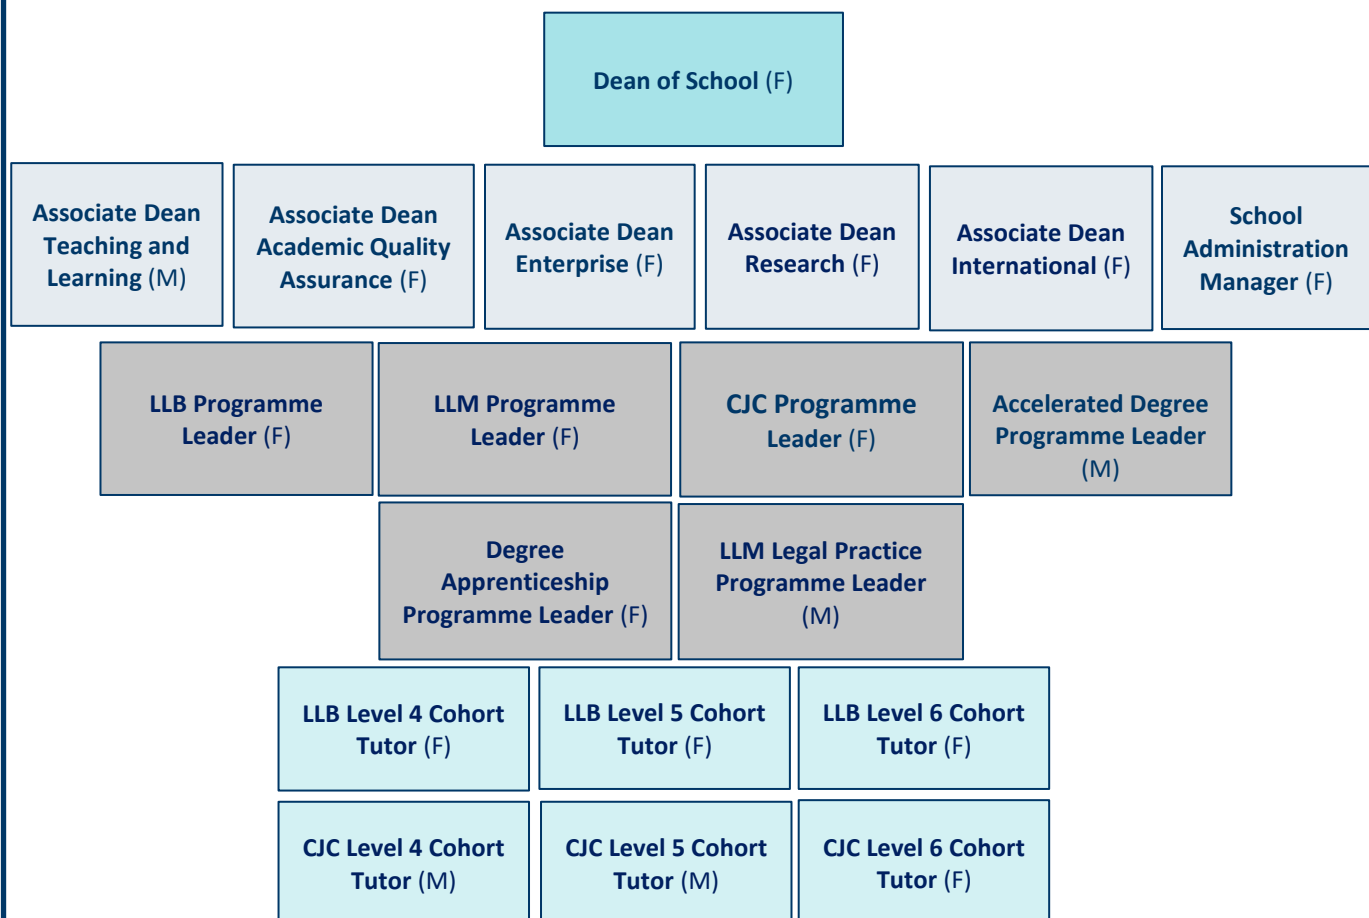 Dean of School (F)
Associate Dean
Teaching and
Learning (M)
Associate Dean
Academic Quality
Assurance (F)
Associate Dean
Enterprise (F)
Associate Dean
Research (F)
Associate Dean
International (F)
School
Administration
Manager (F)
LLB Programme
Leader (F)
LLM Programme
Leader (F)
CJC Programme
Leader (F)
Accelerated Degree
Programme Leader
(M)
Degree
Apprenticeship
Programme Leader (F)
LLM Legal Practice
Programme Leader
(M)
LLB Level 4 Cohort
Tutor (F)
LLB Level 5 Cohort
Tutor (F)
LLB Level 6 Cohort
Tutor (F)
CJC Level 4 Cohort
Tutor (M)
CJC Level 5 Cohort
Tutor (M)
CJC Level 6 Cohort
Tutor (F)